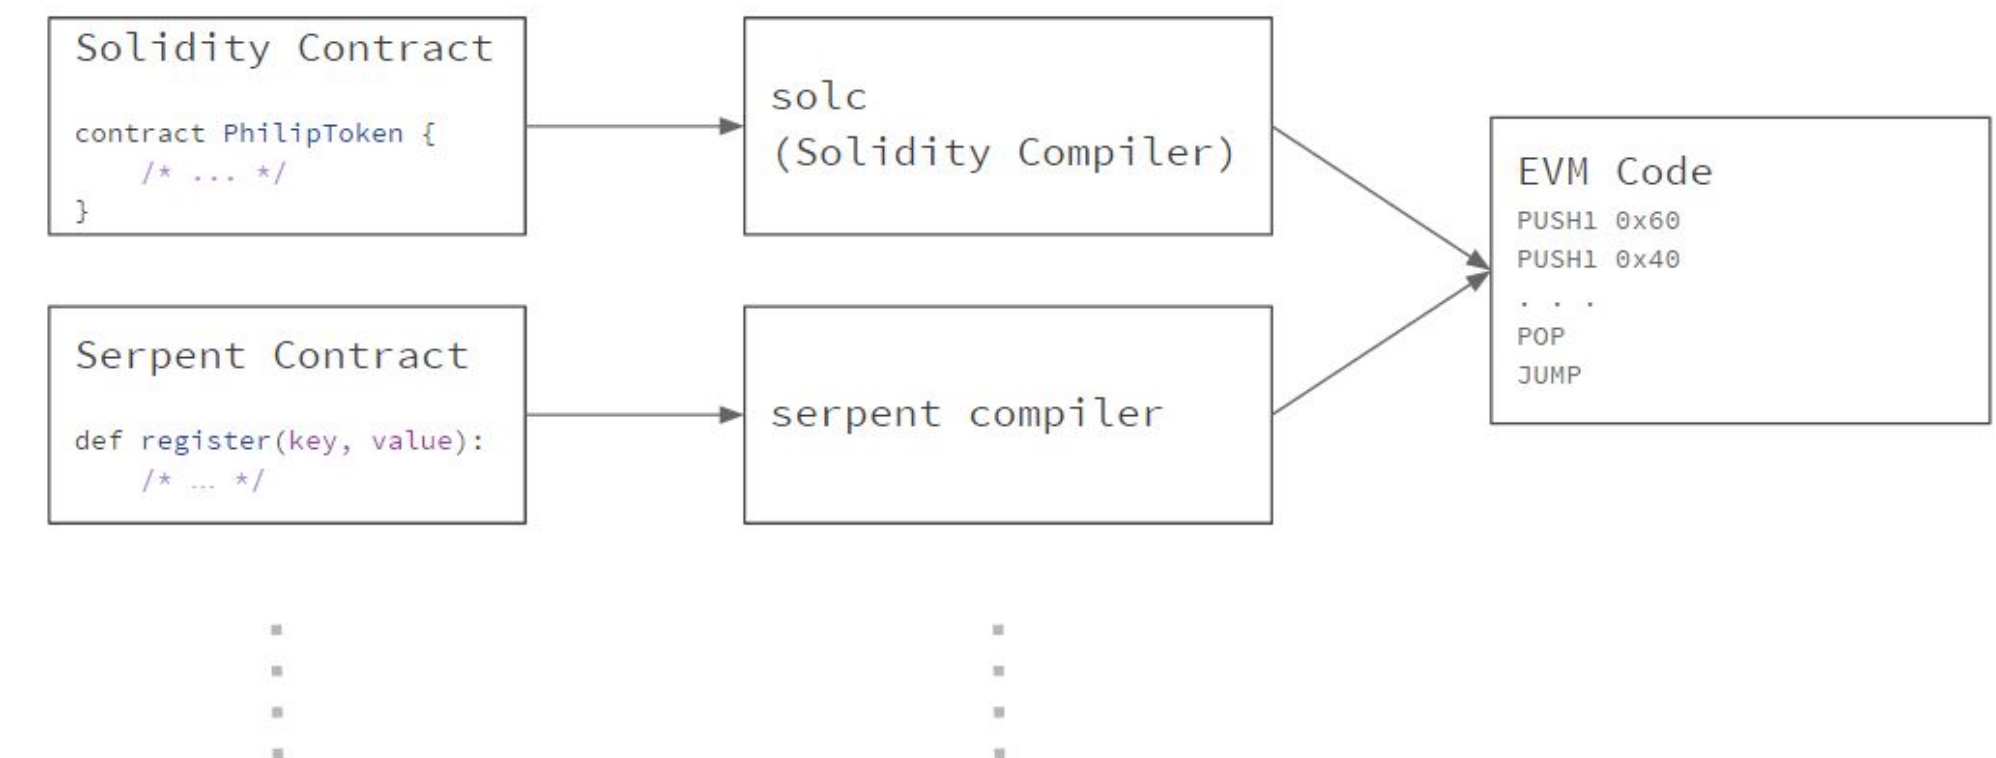 Solidity Contract
contract PhilipToken {
/* ... */
}
solc
(Solidity Compiler)
Serpent Contract
def register(key, value):
/* … */
serpent compiler
EVM Code
PUSH1 0x60
PUSH1 0x40
. . .
POP
JUMP